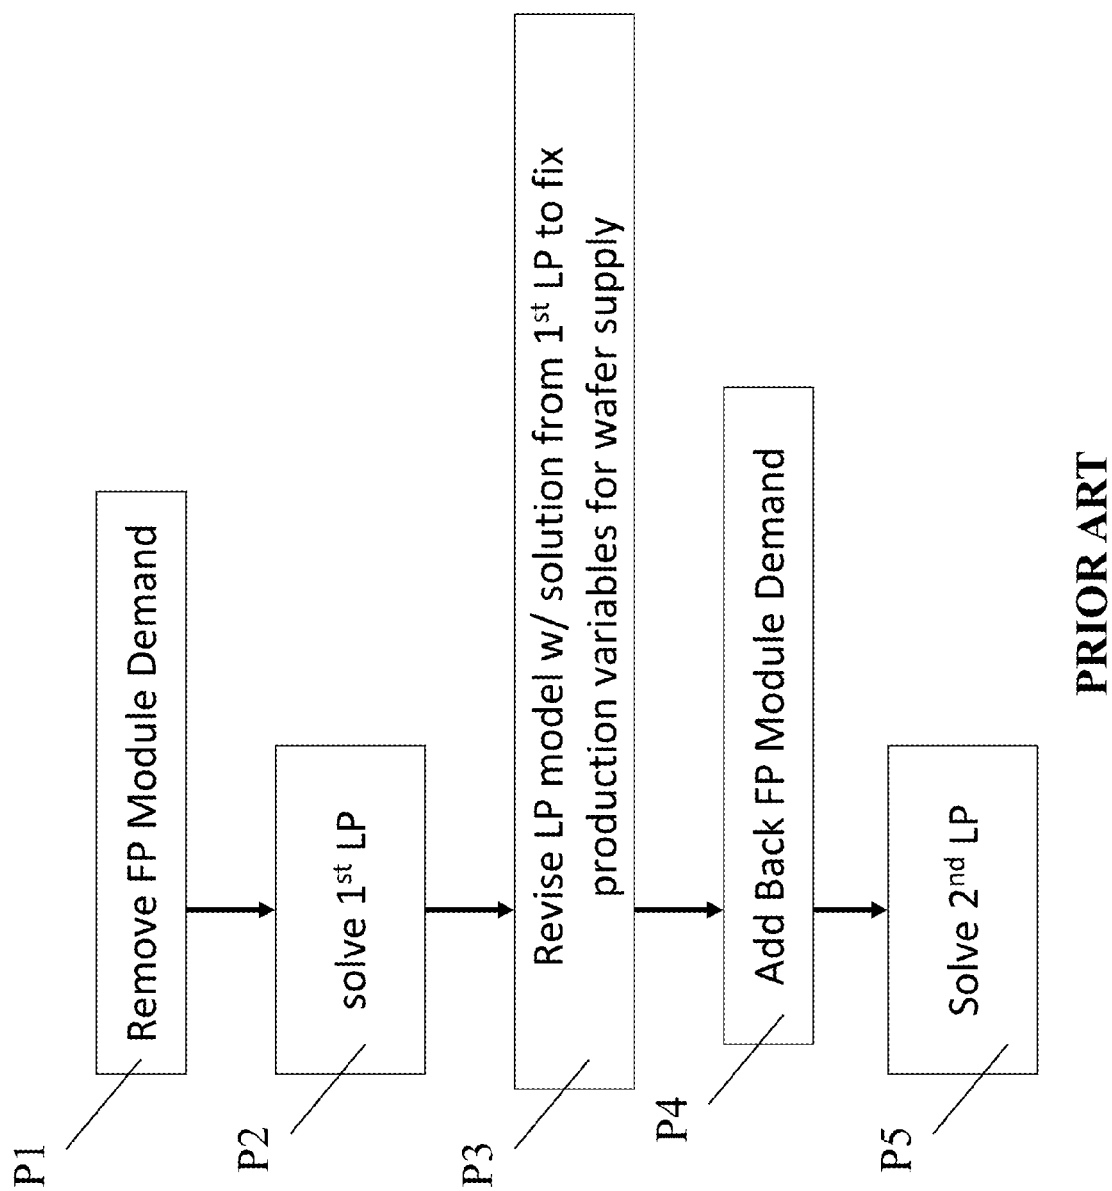 P1
Remove FP Module Demand
P2
solve 1st LP
P3
Revise LP model w/ solution from 1st LP to fix
production variables for wafer supply
P4
Add Back FP Module Demand
P5
Solve 2nd LP
PRIOR ART